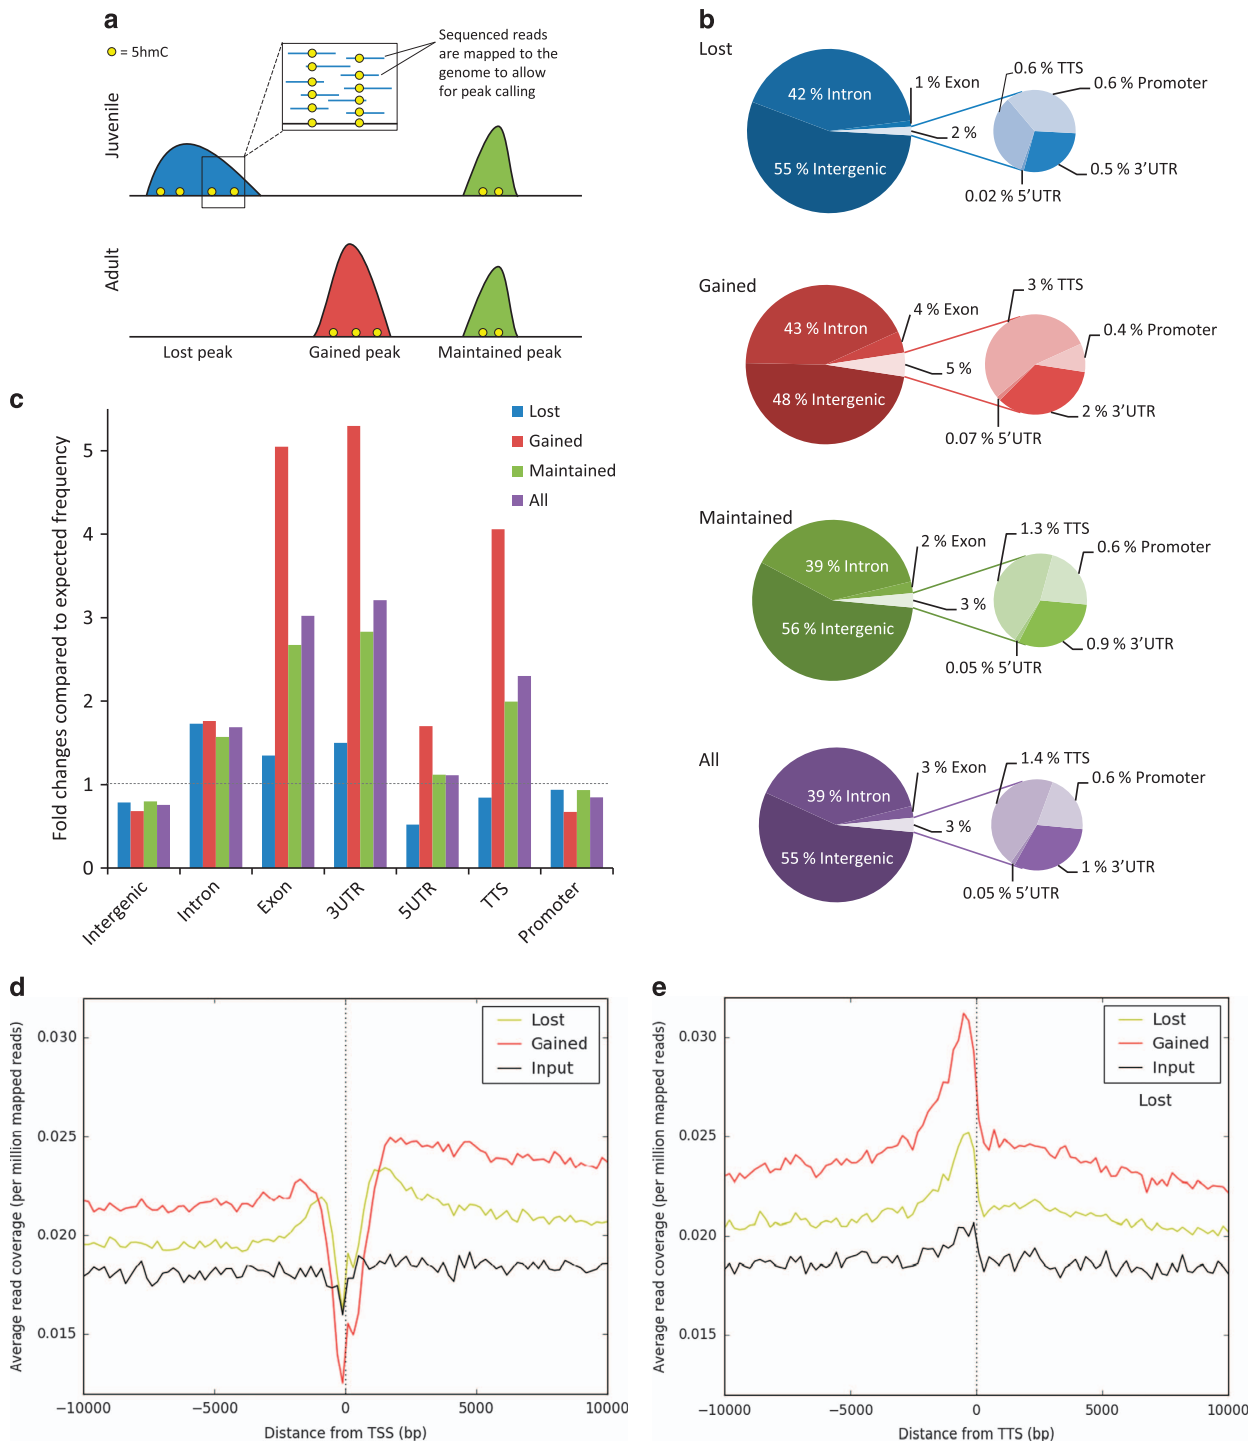 a
= 5hmC
Sequenced reads
are mapped to the
genome to allow
for peak calling
Juvenile
Adult
Lost peak
Gained peak
Maintained peak
b
Lost
42 % Intron
55 % Intergenic
1 % Exon
2 %
0.6 % TTS
0.6 % Promoter
0.5 % 3’UTR
0.02 % 5’UTR
Gained
43 % Intron
48 % Intergenic
4 % Exon
5 %
3 % TTS
0.4 % Promoter
2 % 3’UTR
0.07 % 5’UTR
Maintained
39 % Intron
56 % Intergenic
2 % Exon
3 %
1.3 % TTS
0.6 % Promoter
0.9 % 3’UTR
0.05 % 5’UTR
All
39 % Intron
55 % Intergenic
3 % Exon
3 %
1.4 % TTS
0.6 % Promoter
1 % 3’UTR
0.05 % 5’UTR
c
Fold changes compared to expected frequency
5
4
3
2
1
0
Lost
Gained
Maintained
All
Intergenic
Intron
Exon
3UTR
5UTR
TTS
Promoter
d
Average read coverage (per million mapped reads)
0.030
0.025
0.020
0.015
Lost
Gained
Input
−10000
−5000
0
5000
10000
Distance from TSS (bp)
e
Average read coverage (per million mapped reads)
0.030
0.025
0.020
0.015
Lost
Gained
Input
Lost
−10000
−5000
0
5000
10000
Distance from TTS (bp)